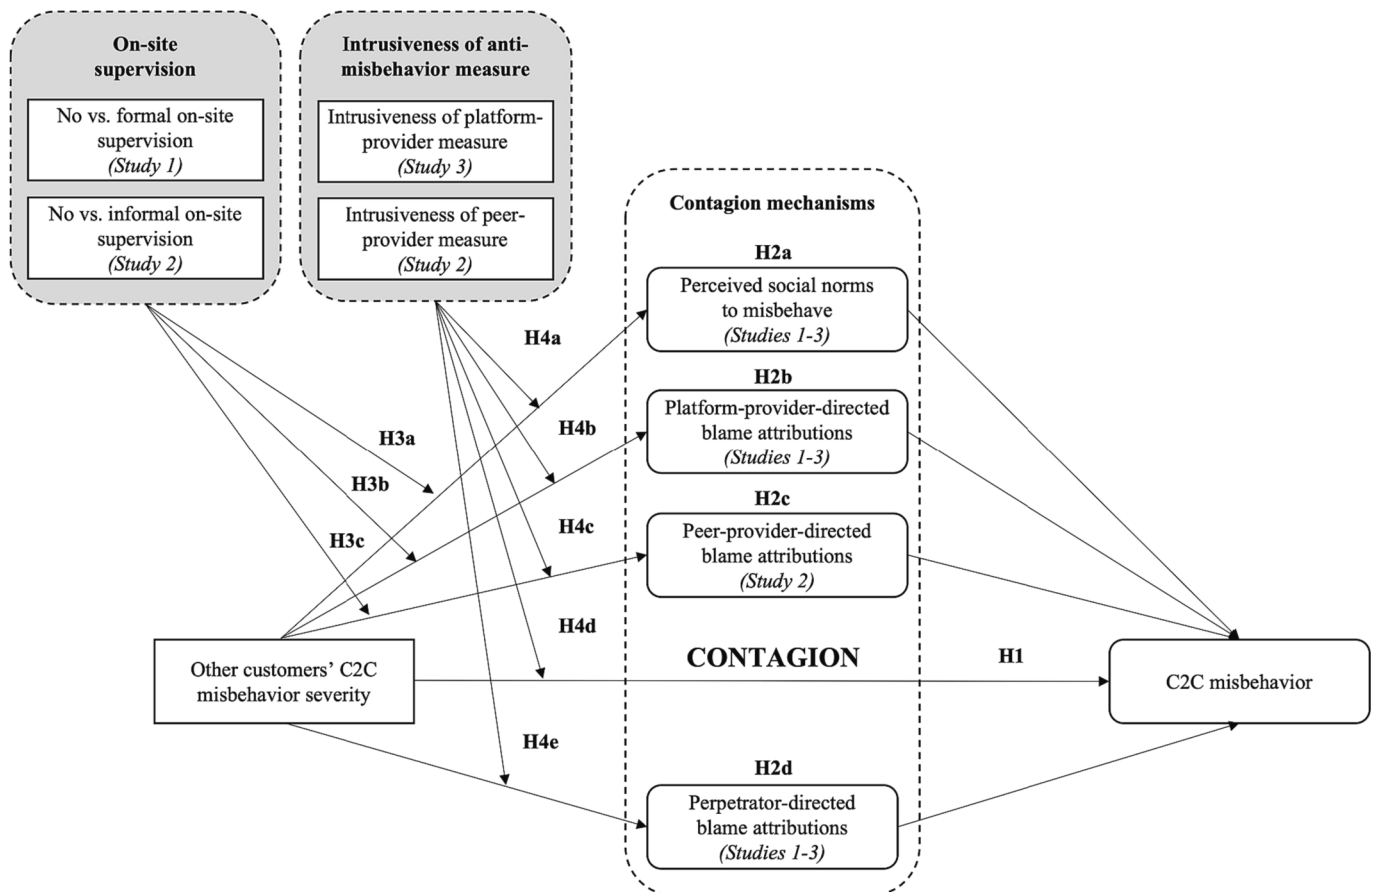 On-site
supervision
No vs. formal on-site
supervision
(Study 1)
No vs. informal on-site
supervision
(Study 2)
Intrusiveness of anti-
misbehavior measure
Intrusiveness of platform-
provider measure
(Study 3)
Intrusiveness of peer-
provider measure
(Study 2)
Contagion mechanisms
H2a
Perceived social norms
to misbehave
(Studies 1-3)
H2b
Platform-provider-directed
blame attributions
(Studies 1-3)
H2c
Peer-provider-directed
blame attributions
(Study 2)
H4a
H4b
H4c
H4d
H4e
H3a
H3b
H3c
Other customers’ C2C
misbehavior severity
CONTAGION
H1
C2C misbehavior
H2d
Perpetrator-directed
blame attributions
(Studies 1-3)